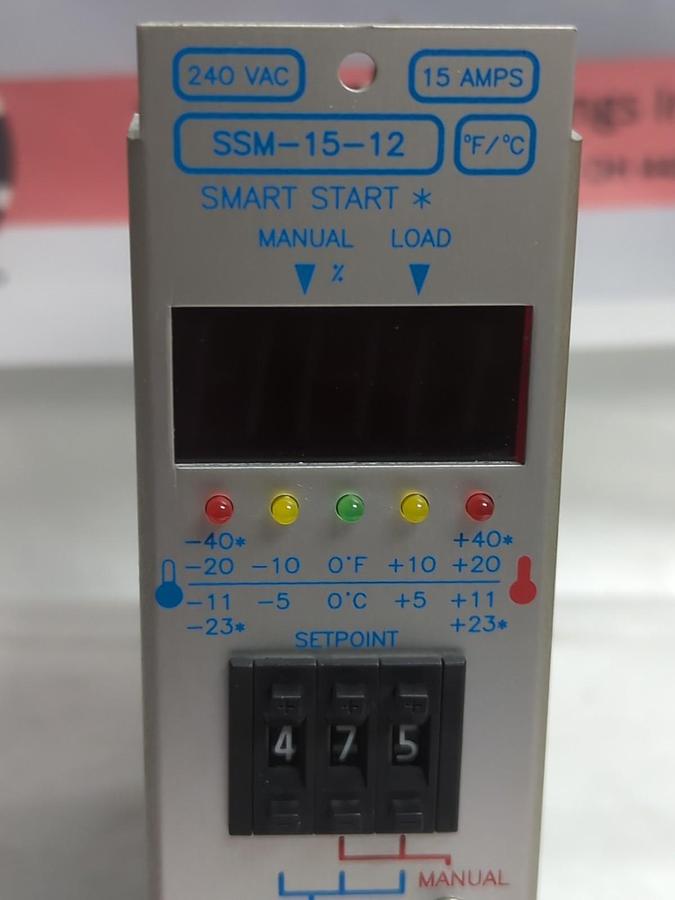 240 VAC 15 AMPS
SSM-15-12 °F/°C
SMART START *
MANUAL LOAD
%
-40* +40*
-20 -10 0°F +10 +20
-11 -5 0°C +5 +11
-23* +23*
SETPOINT
+ + +
4 7 5
- - -
MANUAL